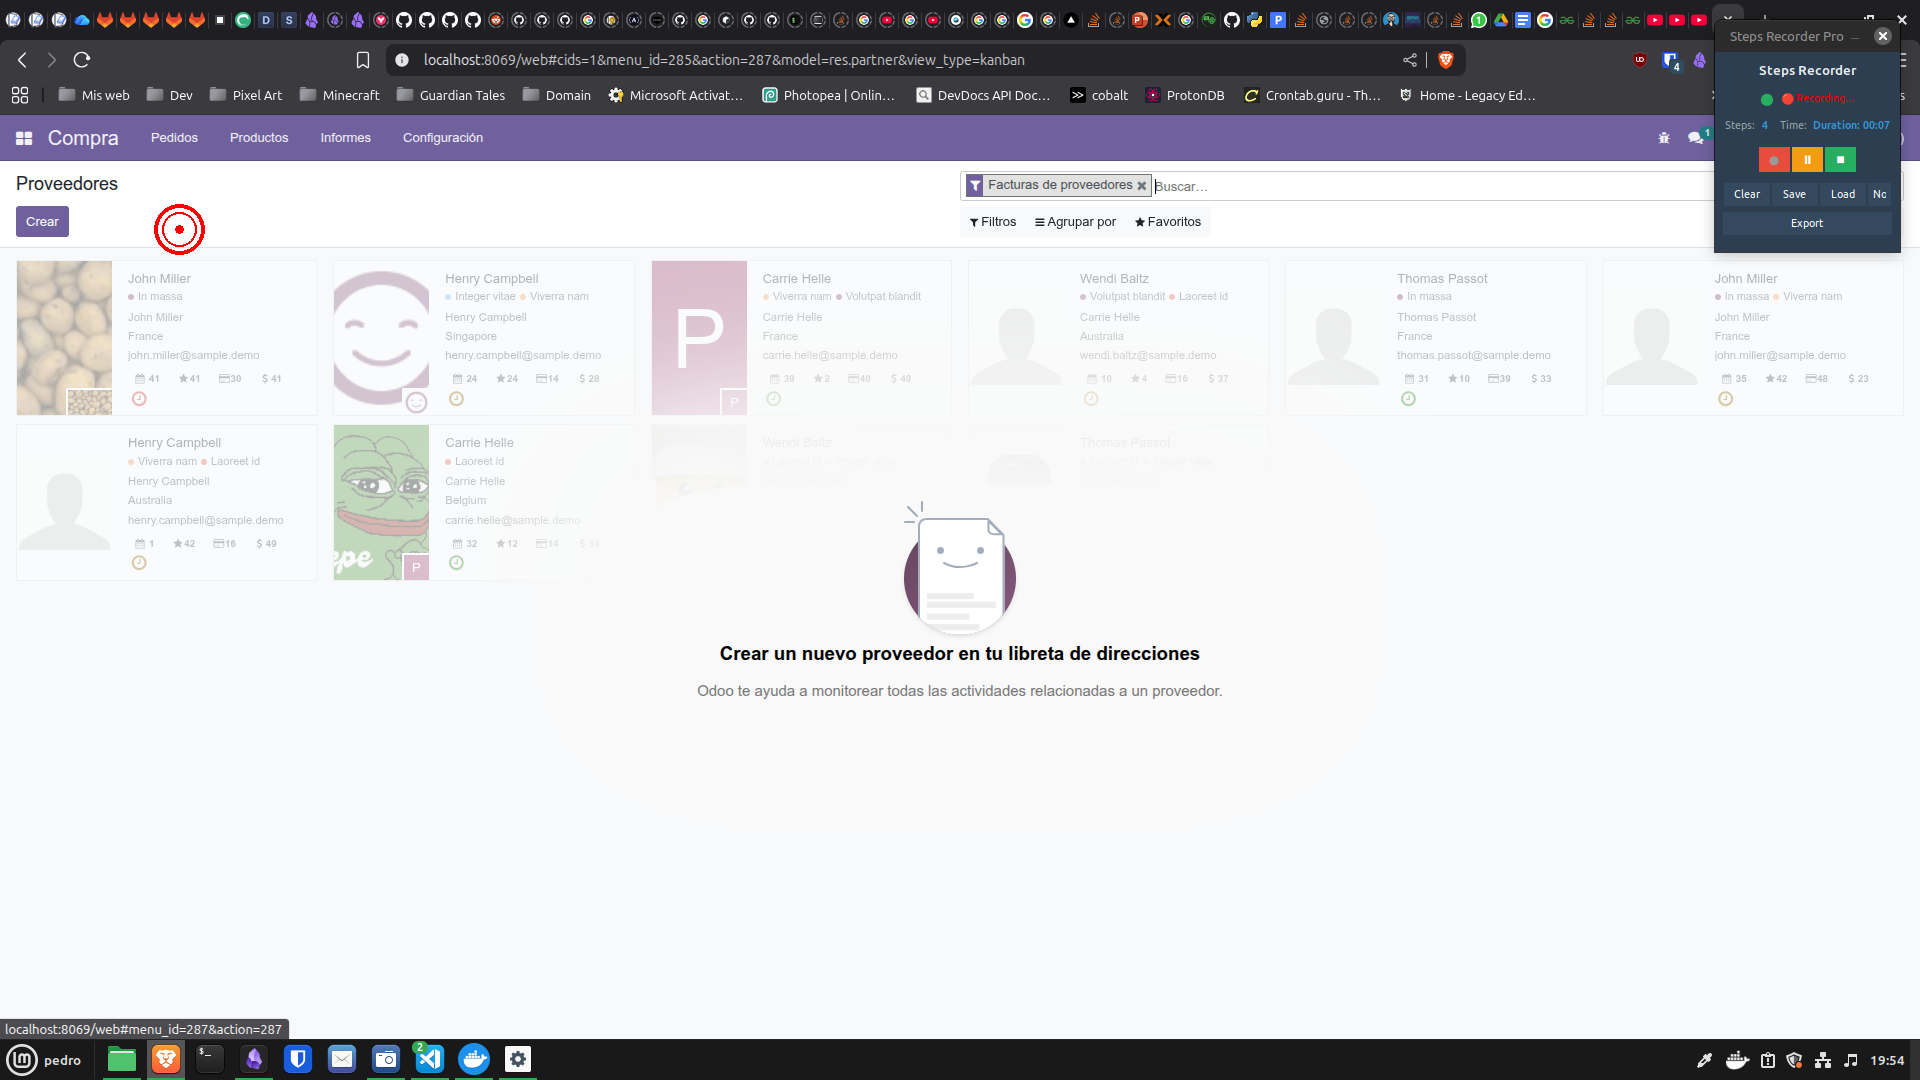 Steps Recorder Pro
localhost:8069/web#cids=1&menu_id=285&action=287&model=res.partner&view_type=kanban
4
Steps Recorder
Mis web
Dev
Pixel Art
Minecraft
Guardian Tales
Domain
Microsoft Activat...
Photopea | Onlin...
DevDocs API Doc...
cobalt
ProtonDB
Crontab.guru - Th...
Home - Legacy Ed...
Recording...
Steps: 4 Time: Duration: 00:07
Compra
Pedidos
Productos
Informes
Configuración
1
Proveedores
Facturas de proveedores
Buscar...
Clear
Save
Load
No
Export
Crear
Filtros
Agrupar por
Favoritos
John Miller
In massa
John Miller
France
john.miller@sample.demo
41 41 30 $ 41
Henry Campbell
Integer vitae Viverra nam
Henry Campbell
Singapore
henry.campbell@sample.demo
24 24 14 $ 28
P
P
Carrie Helle
Viverra nam Volutpat blandit
Carrie Helle
France
carrie.helle@sample.demo
39 2 40 $ 49
Wendi Baltz
Volutpat blandit Laoreet id
Carrie Helle
Australia
wendi.baltz@sample.demo
10 4 16 $ 37
Thomas Passot
In massa
Thomas Passot
France
thomas.passot@sample.demo
31 10 39 $ 33
John Miller
In massa Viverra nam
John Miller
France
john.miller@sample.demo
35 42 48 $ 23
Henry Campbell
Viverra nam Laoreet id
Henry Campbell
Australia
henry.campbell@sample.demo
1 42 16 $ 49
epe
P
Carrie Helle
Laoreet id
Carrie Helle
Belgium
carrie.helle@sample.demo
32 12 14 $ 34
Wendi Baltz
Thomas Passot
Crear un nuevo proveedor en tu libreta de direcciones
Odoo te ayuda a monitorear todas las actividades relacionadas a un proveedor.
localhost:8069/web#menu_id=287&action=287
pedro
2
19:54